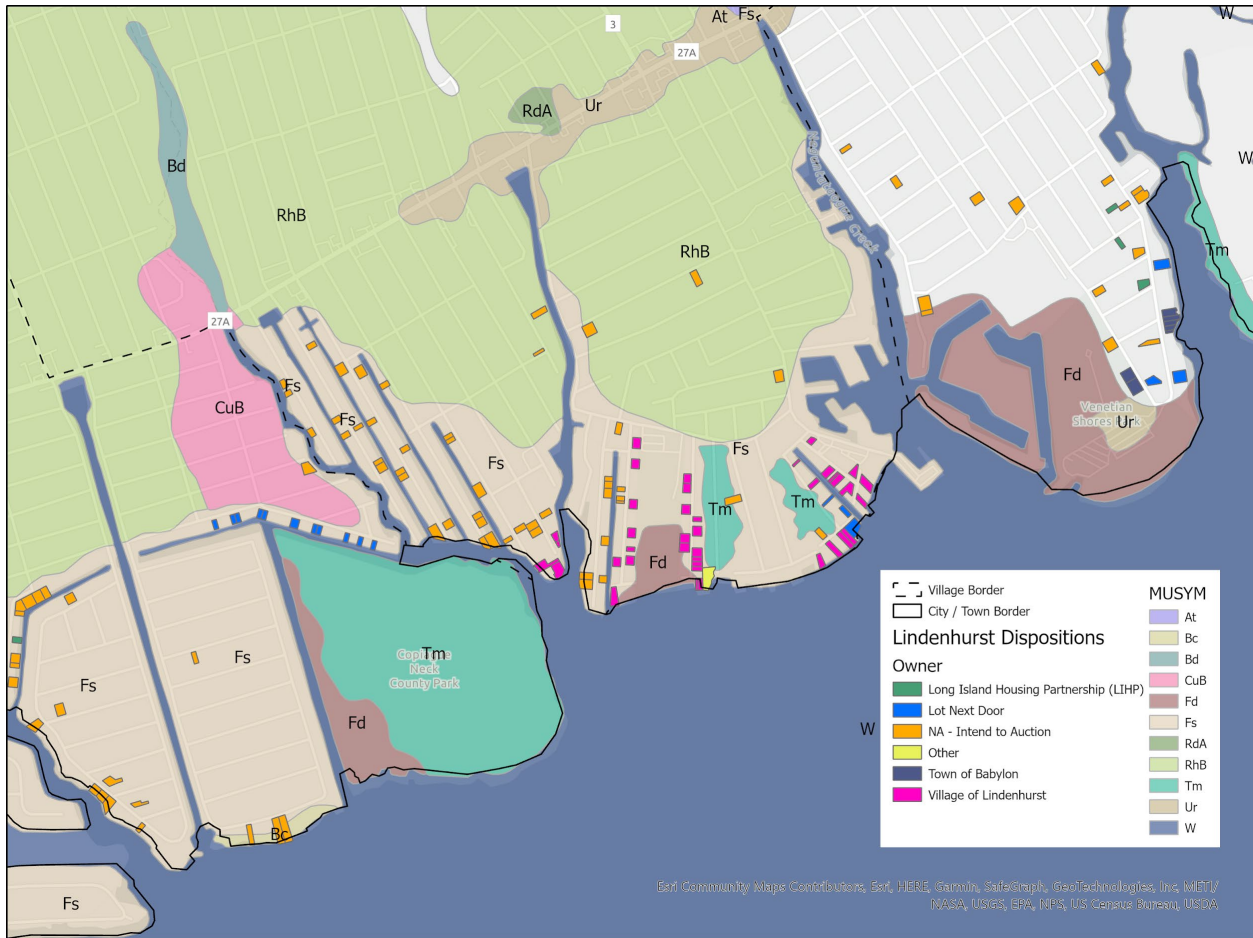 At
Fs
W
3
27A
RdA
Ur
Bd
W
RhB
RhB
Tm
27A
Fs
Fd
CuB
Fs
Venetian
Shores Park
Ur
Fs
Fs
Tm
Tm
Fd
Tm
Copiague
Neck
County Park
Fs
Fs
Fd
W
Bc
Fs
Village Border
City / Town Border
Lindenhurst Dispositions
Owner
Long Island Housing Partnership (LIHP)
Lot Next Door
NA - Intend to Auction
Other
Town of Babylon
Village of Lindenhurst
MUSYM
At
Bc
Bd
CuB
Fd
Fs
RdA
RhB
Tm
Ur
W
Esri Community Maps Contributors, Esri, HERE, Garmin, SafeGraph, GeoTechnologies, Inc, METI/
NASA, USGS, EPA, NPS, US Census Bureau, USDA